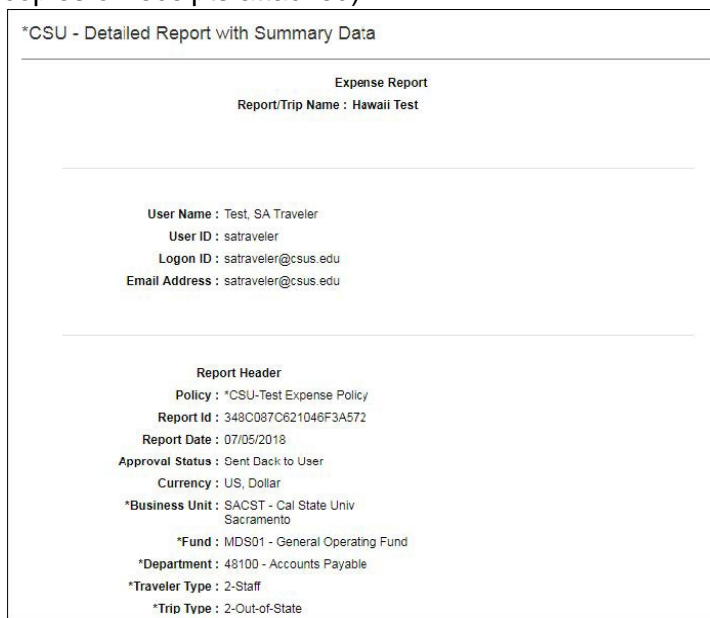 *CSU - Detailed Report with Summary Data
Expense Report
Report/Trip Name : Hawaii Test
User Name : Test, SA Traveler
User ID : satraveler
Logon ID : satraveler@csus.edu
Email Address : satraveler@csus.edu
Report Header
Policy : *CSU-Test Expense Policy
Report Id : 348C087C621046F3A572
Report Date : 07/05/2018
Approval Status : Sent Back to User
Currency : US, Dollar
*Business Unit : SACST - Cal State Univ
Sacramento
*Fund : MDS01 - General Operating Fund
*Department : 48100 - Accounts Payable
*Traveler Type : 2-Staff
*Trip Type : 2-Out-of-State